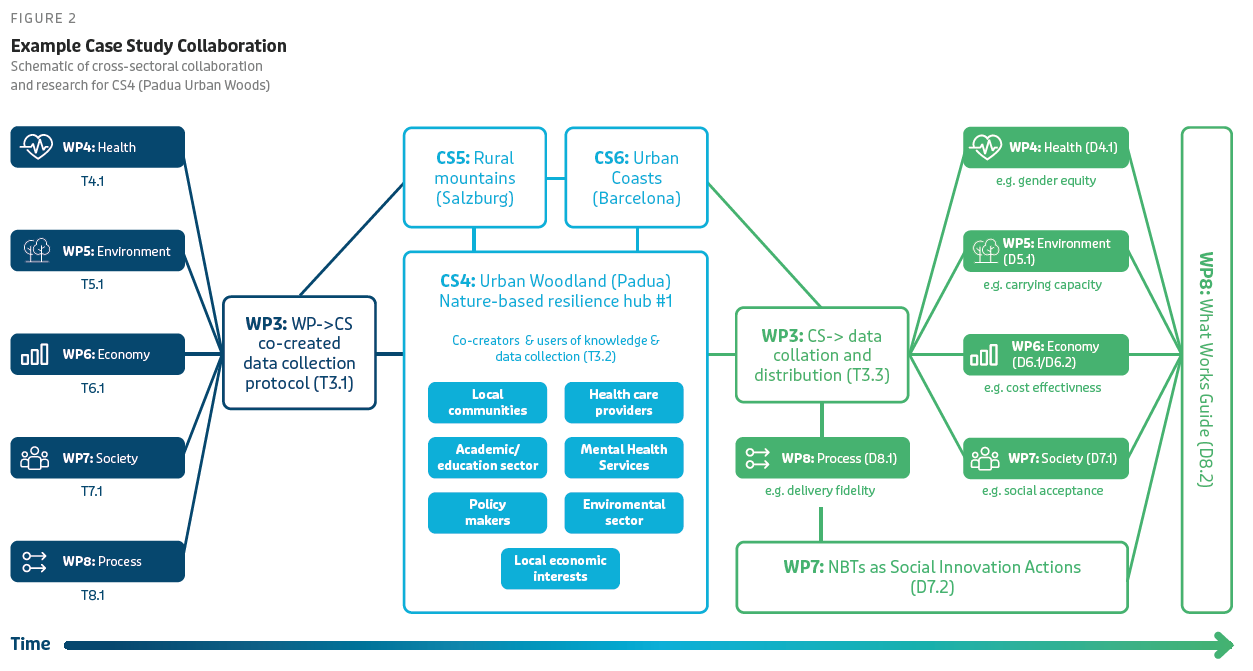 FIGURE 2
Example Case Study Collaboration
Schematic of cross-sectoral collaboration
and research for CS4 (Padua Urban Woods)
WP4: Health
T4.1
WP5: Environment
T5.1
WP6: Economy
T6.1
WP7: Society
T7.1
WP8: Process
T8.1
WP3: WP->CS
co-created
data collection
protocol (T3.1)
CS5: Rural
mountains
(Salzburg)
CS6: Urban
Coasts
(Barcelona)
CS4: Urban Woodland (Padua)
Nature-based resilience hub #1
Co-creators & users of knowledge &
data collection (T3.2)
Local
communities
Health care
providers
Academic/
education sector
Mental Health
Services
Policy
makers
Enviromental
sector
Local economic
interests
WP3: CS-> data
collation and
distribution (T3.3)
WP8: Process (D8.1)
e.g. delivery fidelity
WP4: Health (D4.1)
e.g. gender equity
WP5: Environment
(D5.1)
e.g. carrying capacity
WP6: Economy
(D6.1/D6.2)
e.g. cost effectivness
WP7: Society (D7.1)
e.g. social acceptance
WP7: NBTs as Social Innovation Actions
(D7.2)
WP8: What Works Guide (D8.2)
Time